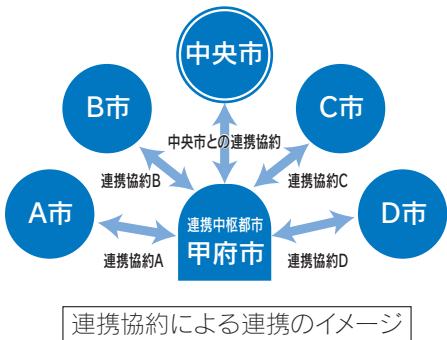 中央市
B市
C市
中央市との連携協約
連携協約B
連携協約C
A市
D市
連携中枢都市
甲府市
連携協約A
連携協約D
連携協約による連携のイメージ